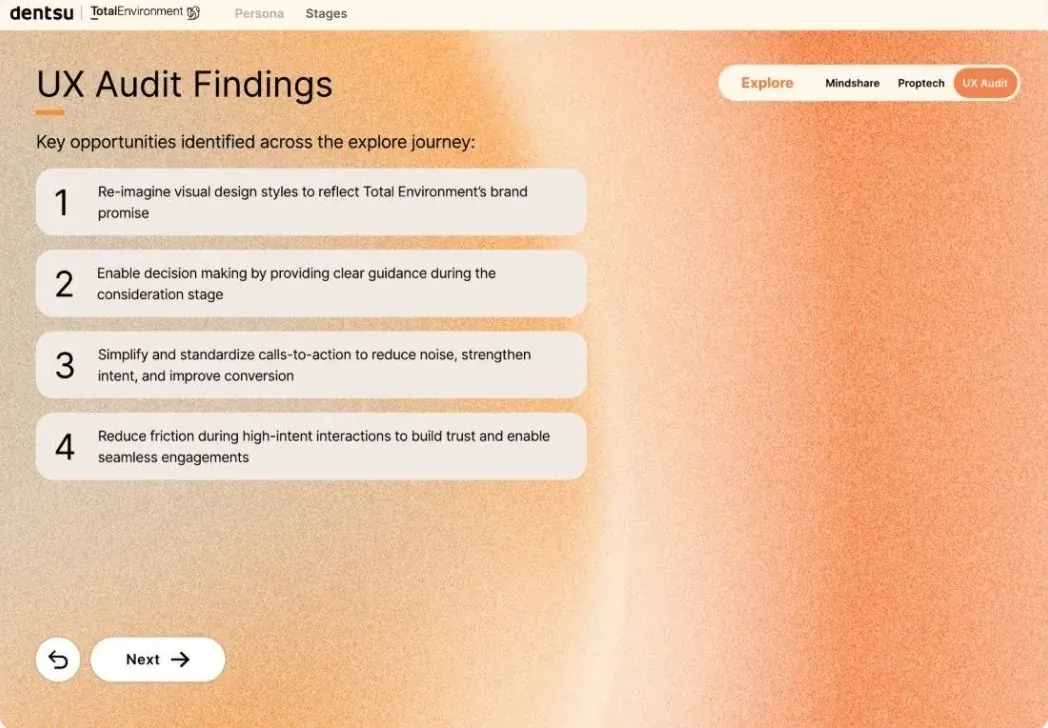 dentsu
TotalEnvironment
Persona
Stages
UX Audit Findings
Explore
Mindshare
Proptech
UX Audit
Key opportunities identified across the explore journey:
1
Re-imagine visual design styles to reflect Total Environment's brand
promise
2
Enable decision making by providing clear guidance during the
consideration stage
3
Simplify and standardize calls-to-action to reduce noise, strengthen
intent, and improve conversion
4
Reduce friction during high-intent interactions to build trust and enable
seamless engagements
Next